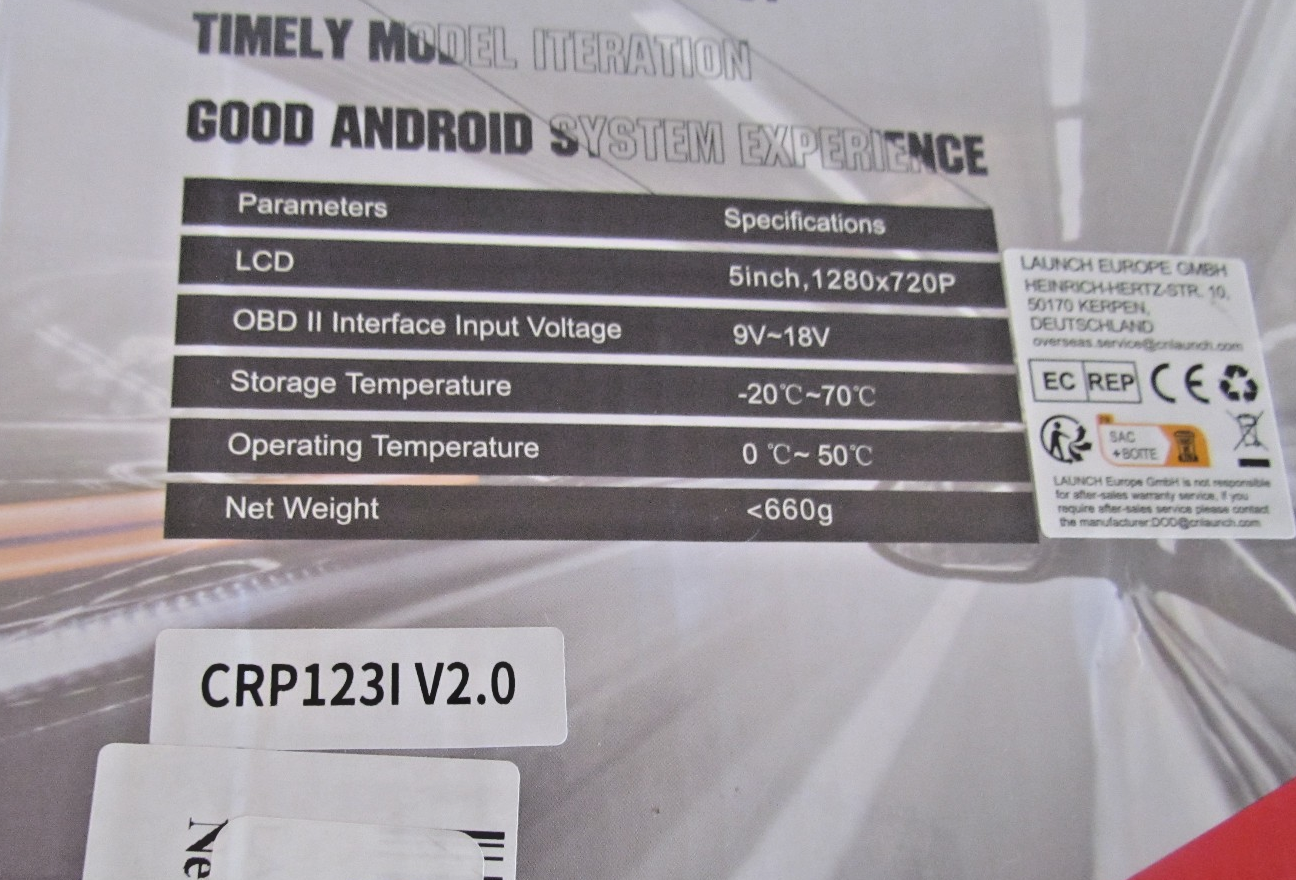 TIMELY MODEL ITERATION
GOOD ANDROID SYSTEM EXPERIENCE
Parameters Specifications
LCD 5inch,1280x720P
OBD II Interface Input Voltage 9V~18V
Storage Temperature -20℃~70℃
Operating Temperature 0 ℃~ 50℃
Net Weight <660g
LAUNCH EUROPE GMBH
HEINRICH-HERTZ-STR. 10,
50170 KERPEN,
DEUTSCHLAND
overseas.service@cnlaunch.com
EC REP CE
FR
SAC
+BOITE
LAUNCH Europe GmbH is not responsible
for after-sales warranty service, if you
require after-sales service please contact
the manufacturer:DOD@cnlaunch.com
CRP123I V2.0
Ne